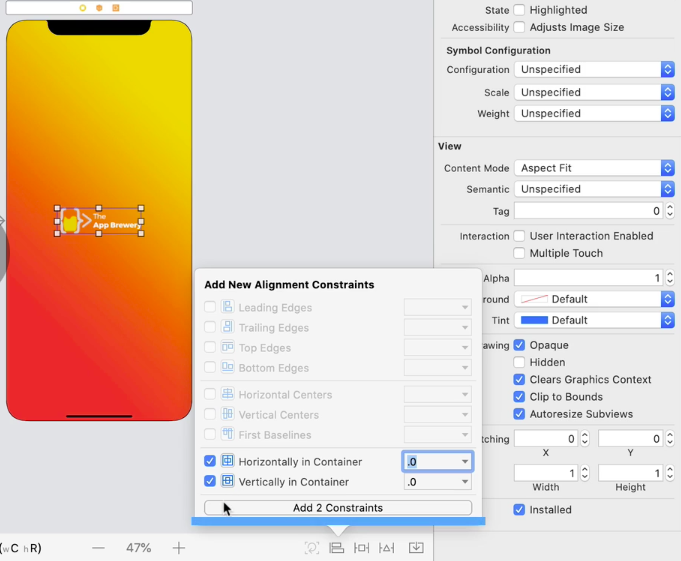 State Highlighted
Accessibility Adjusts Image Size
Symbol Configuration
Configuration Unspecified
Scale Unspecified
Weight Unspecified
View
Content Mode Aspect Fit
Semantic Unspecified
Tag 0
Interaction User Interaction Enabled
Multiple Touch
Alpha 1
round Default
Tint Default
awing Opaque
Hidden
Clears Graphics Context
Clip to Bounds
Autoresize Subviews
tching 0 0
X Y
1 1
Width Height
Installed
The
App Brewery
Add New Alignment Constraints
Leading Edges
Trailing Edges
Top Edges
Bottom Edges
Horizontal Centers
Vertical Centers
First Baselines
Horizontally in Container .0
Vertically in Container .0
Add 2 Constraints
(wC hR) — 47% +